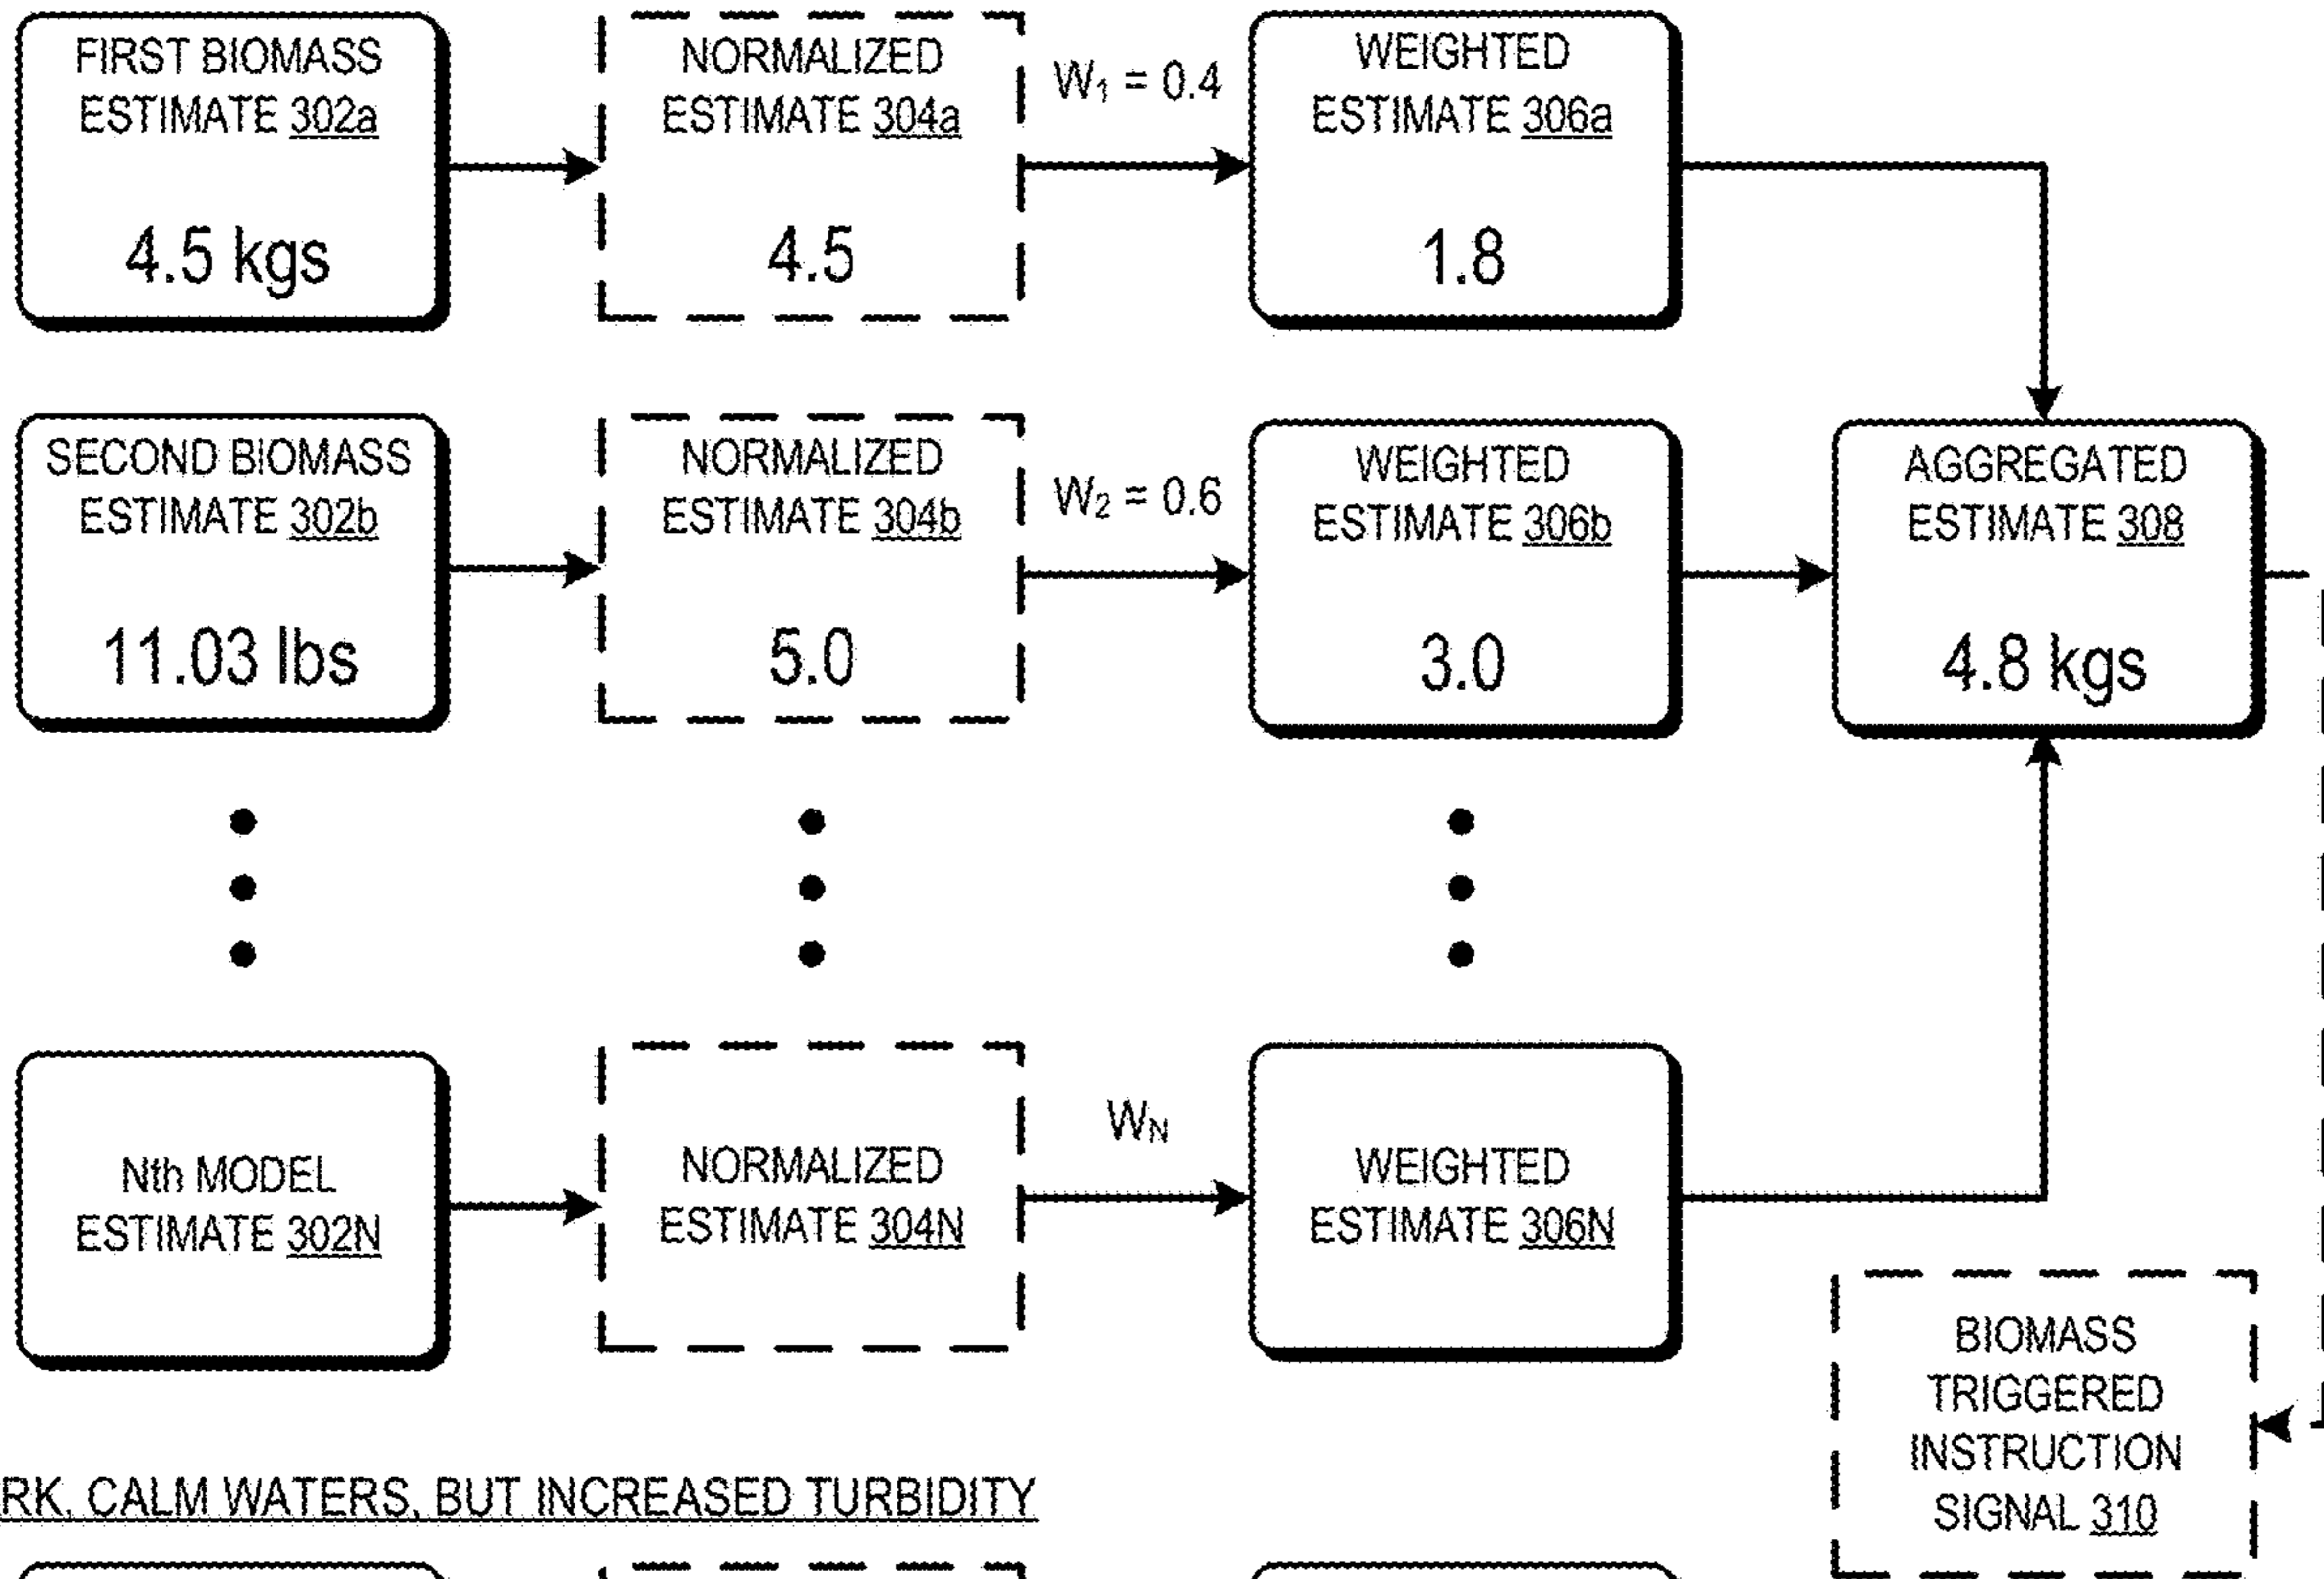 FIRST BIOMASS
ESTIMATE 302a
4.5 kgs
NORMALIZED
ESTIMATE 304a
4.5
W₁ = 0.4
WEIGHTED
ESTIMATE 306a
1.8
SECOND BIOMASS
ESTIMATE 302b
11.03 lbs
NORMALIZED
ESTIMATE 304b
5.0
W₂ = 0.6
WEIGHTED
ESTIMATE 306b
3.0
AGGREGATED
ESTIMATE 308
4.8 kgs
Nth MODEL
ESTIMATE 302N
NORMALIZED
ESTIMATE 304N
W_N
WEIGHTED
ESTIMATE 306N
BIOMASS
TRIGGERED
INSTRUCTION
SIGNAL 310
RK, CALM WATERS, BUT INCREASED TURBIDITY